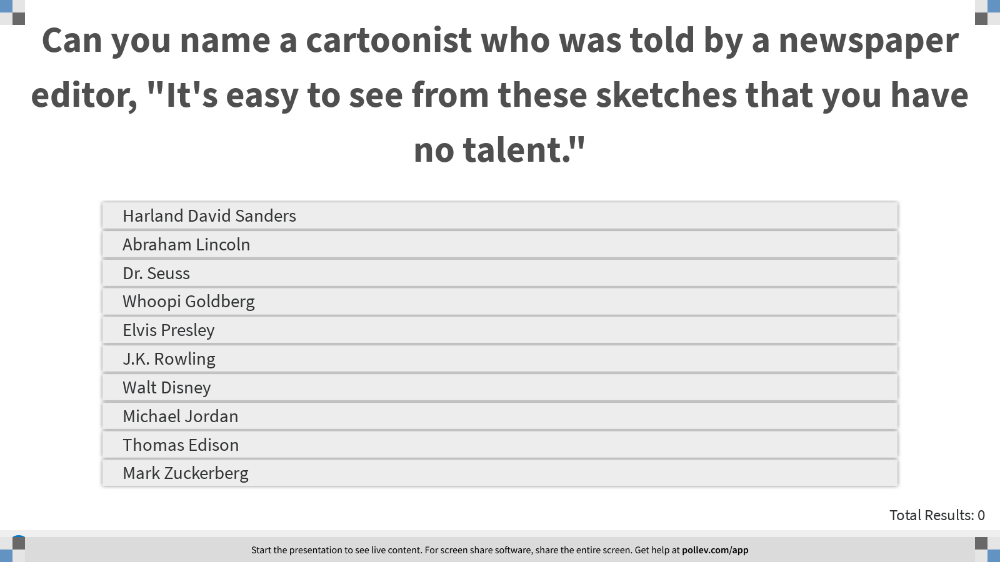 Can you name a cartoonist who was told by a newspaper
editor, "It's easy to see from these sketches that you have
no talent."
Harland David Sanders
Abraham Lincoln
Dr. Seuss
Whoopi Goldberg
Elvis Presley
J.K. Rowling
Walt Disney
Michael Jordan
Thomas Edison
Mark Zuckerberg
Total Results: 0
Start the presentation to see live content. For screen share software, share the entire screen. Get help at pollev.com/app